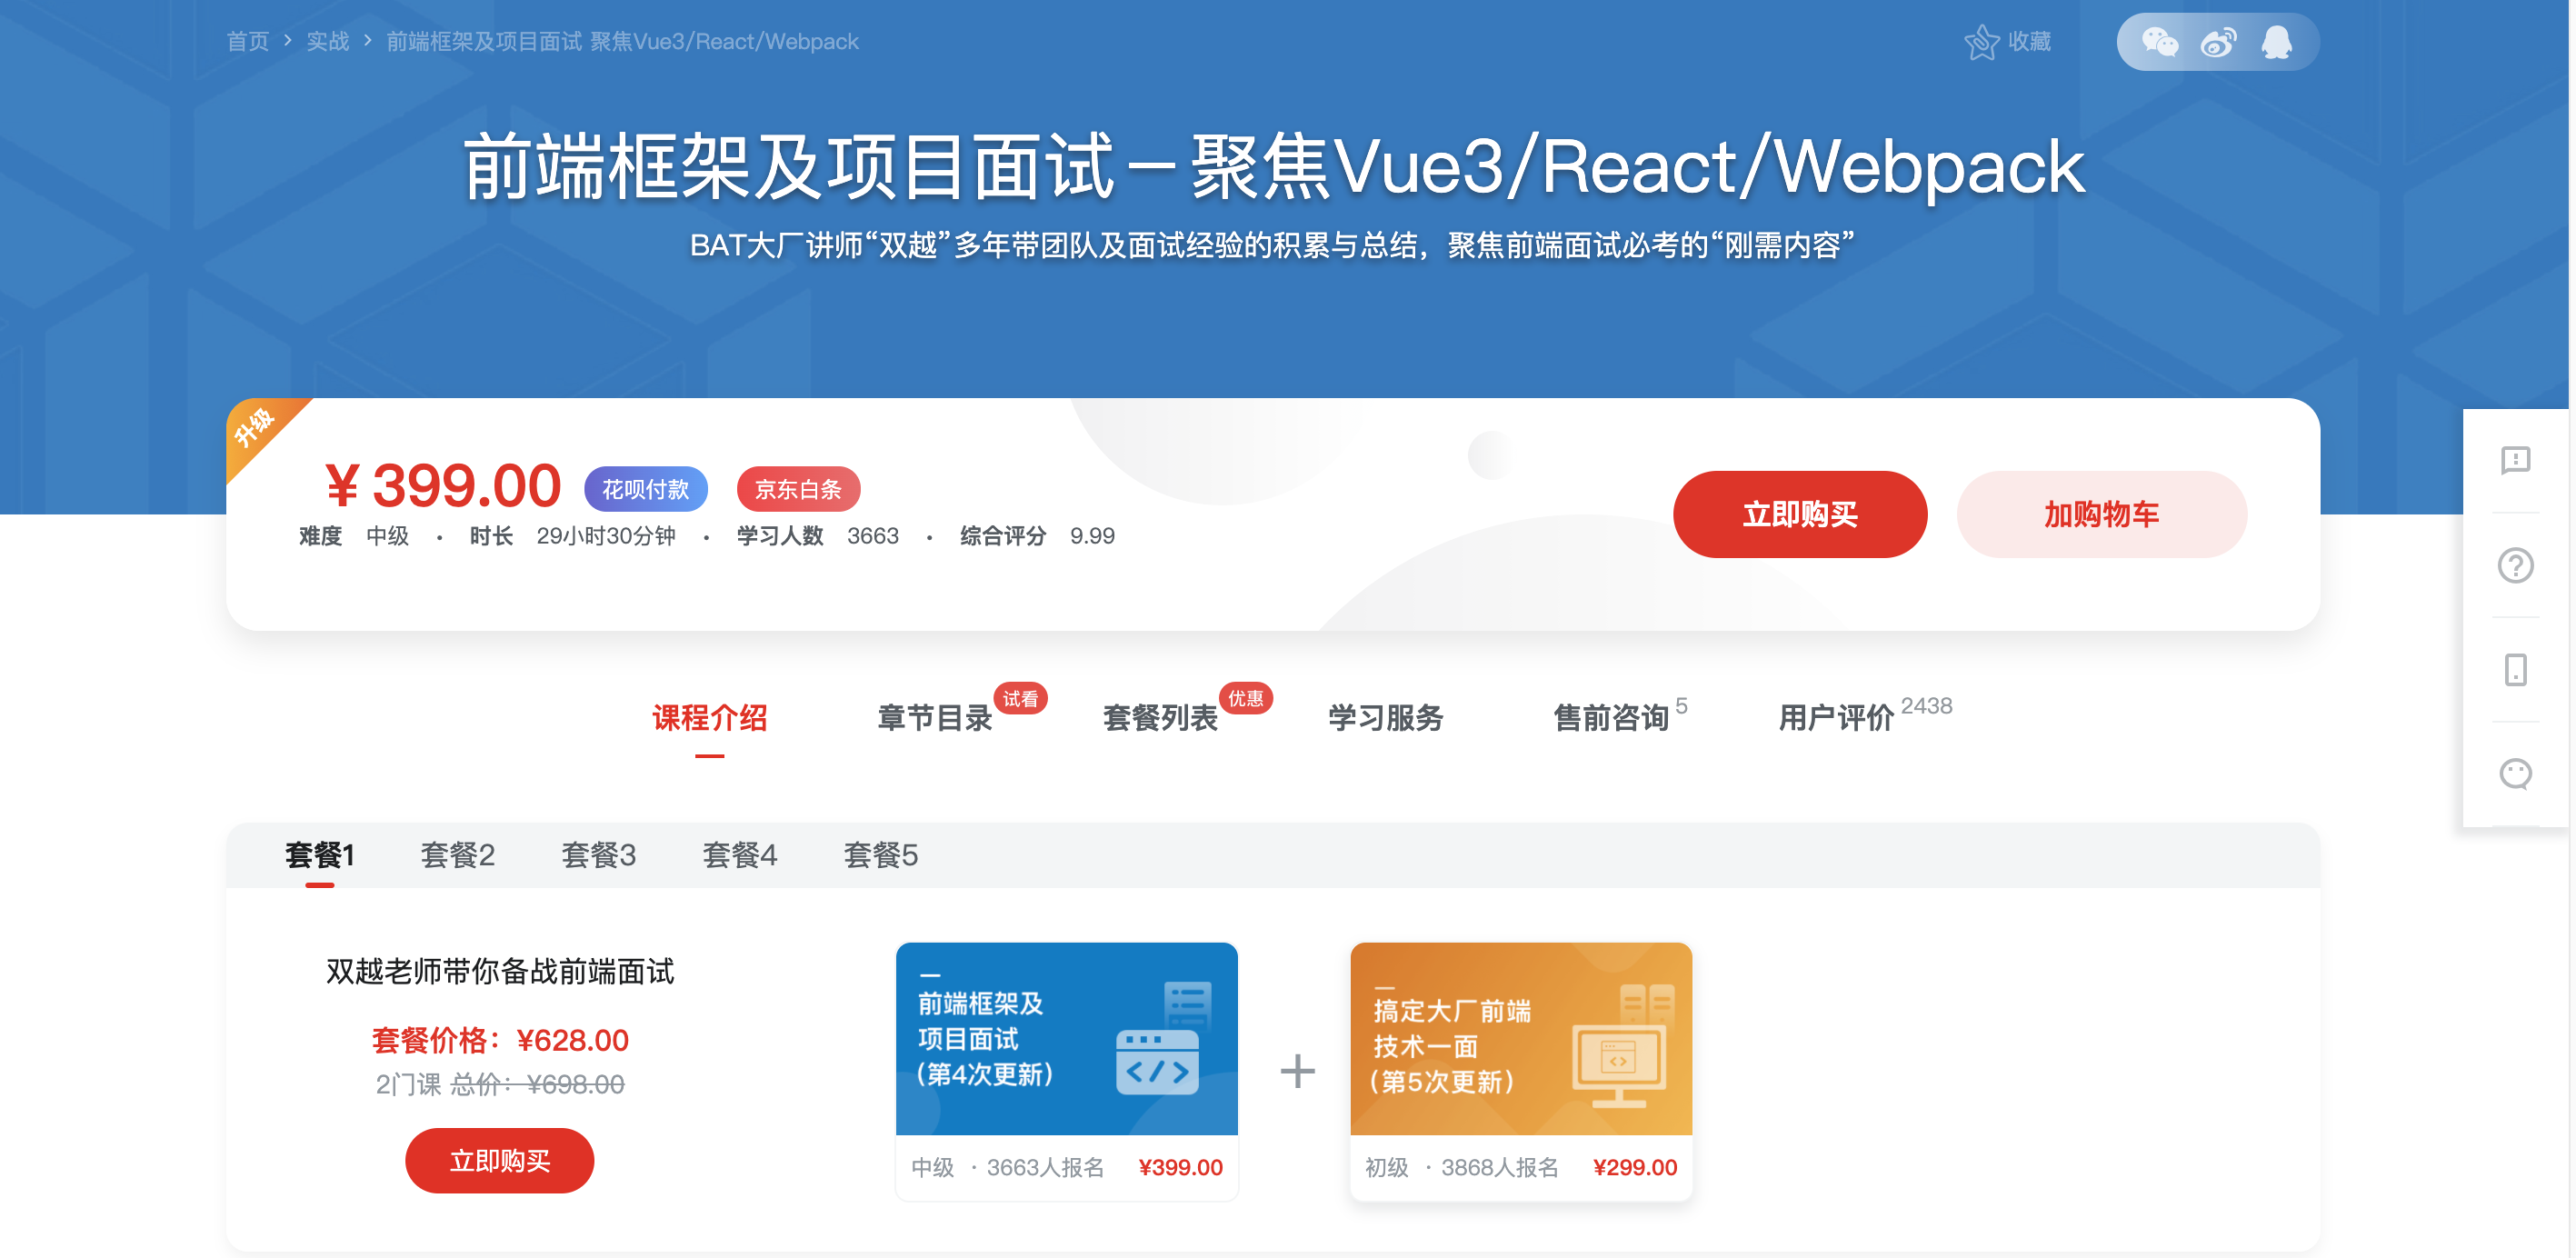 首页 > 实战 > 前端框架及项目面试 聚焦Vue3/React/Webpack
收藏
前端框架及项目面试－聚焦Vue3/React/Webpack
BAT大厂讲师“双越”多年带团队及面试经验的积累与总结，聚焦前端面试必考的“刚需内容”
升级
¥ 399.00 花呗付款 京东白条
难度 中级 · 时长 29小时30分钟 · 学习人数 3663 · 综合评分 9.99
立即购买 加购物车
课程介绍 章节目录 试看 套餐列表 优惠 学习服务 售前咨询 5 用户评价 2438
套餐1 套餐2 套餐3 套餐4 套餐5
双越老师带你备战前端面试
套餐价格：¥628.00
2门课 总价：¥698.00
立即购买
前端框架及
项目面试
（第4次更新）
中级 · 3663人报名 ¥399.00
+
搞定大厂前端
技术一面
（第5次更新）
初级 · 3868人报名 ¥299.00